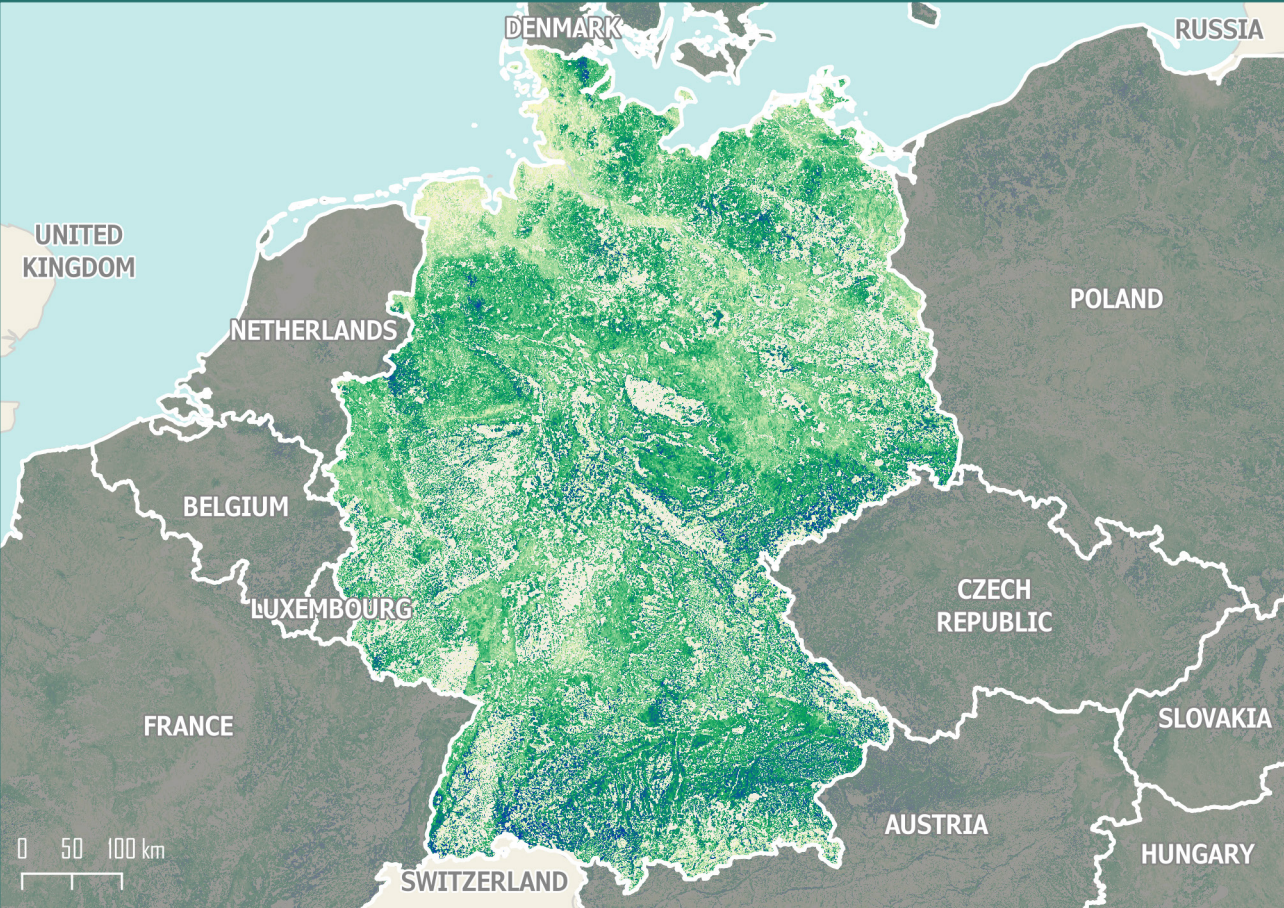 DENMARK
RUSSIA
UNITED
KINGDOM
POLAND
NETHERLANDS
BELGIUM
CZECH
REPUBLIC
LUXEMBOURG
FRANCE
SLOVAKIA
AUSTRIA
0 50 100 km
HUNGARY
SWITZERLAND